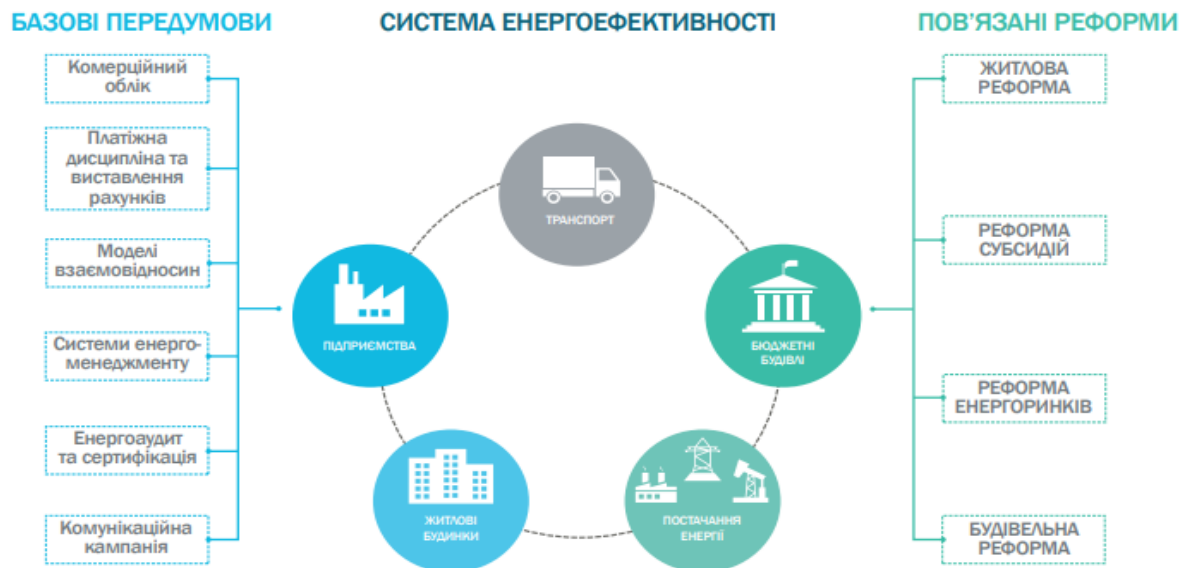 БАЗОВІ ПЕРЕДУМОВИ
СИСТЕМА ЕНЕРГОЕФЕКТИВНОСТІ
ПОВ’ЯЗАНІ РЕФОРМИ
Комерційний
облік
Платіжна
дисципліна та
виставлення
рахунків
Моделі
взаємовідносин
Системи енерго-
менеджменту
Енергоаудит
та сертифікація
Комунікаційна
кампанія
ТРАНСПОРТ
ПІДПРИЄМСТВА
БЮДЖЕТНІ
БУДІВЛІ
ЖИТЛОВІ
БУДИНКИ
ПОСТАЧАННЯ
ЕНЕРГІЇ
ЖИТЛОВА
РЕФОРМА
РЕФОРМА
СУБСИДІЙ
РЕФОРМА
ЕНЕРГОРИНКІВ
БУДІВЕЛЬНА
РЕФОРМА